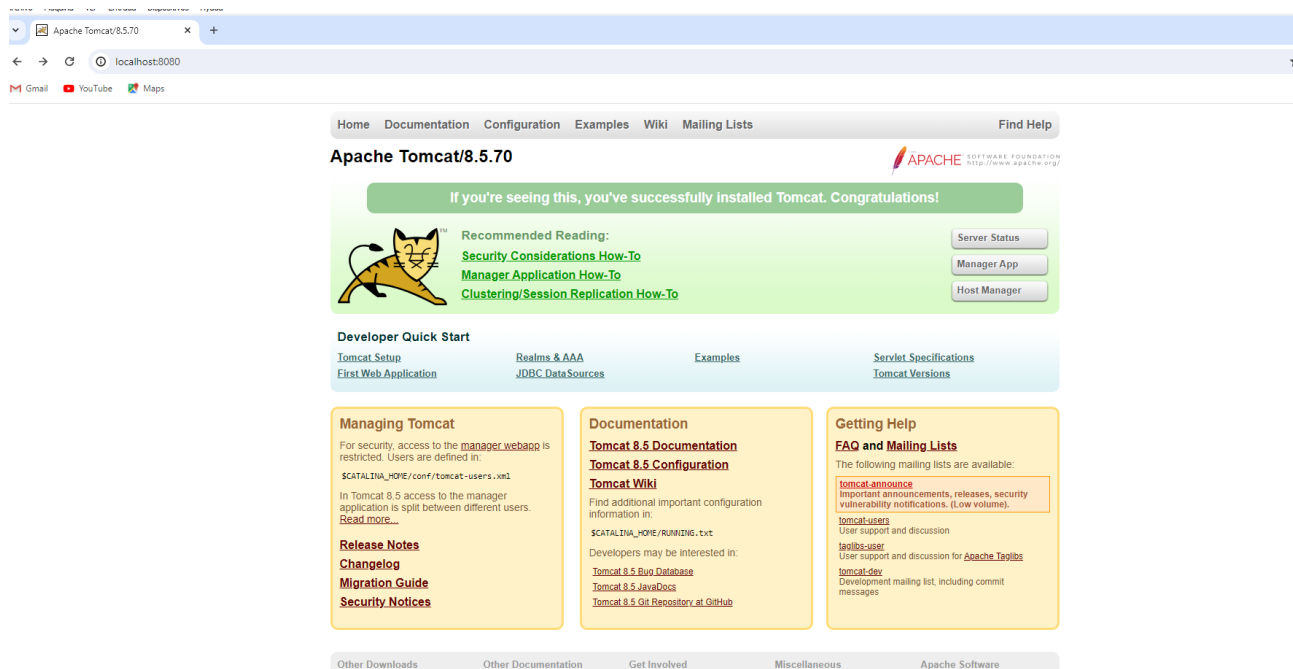 Apache Tomcat/8.5.70
localhost:8080
Gmail YouTube Maps
Home Documentation Configuration Examples Wiki Mailing Lists Find Help
Apache Tomcat/8.5.70
APACHE SOFTWARE FOUNDATION
http://www.apache.org/
If you're seeing this, you've successfully installed Tomcat. Congratulations!
TM
Recommended Reading:
Security Considerations How-To
Manager Application How-To
Clustering/Session Replication How-To
Server Status
Manager App
Host Manager
Developer Quick Start
Tomcat Setup
First Web Application
Realms & AAA
JDBC DataSources
Examples
Servlet Specifications
Tomcat Versions
Managing Tomcat
For security, access to the manager webapp is
restricted. Users are defined in:
$CATALINA_HOME/conf/tomcat-users.xml
In Tomcat 8.5 access to the manager
application is split between different users.
Read more...
Release Notes
Changelog
Migration Guide
Security Notices
Documentation
Tomcat 8.5 Documentation
Tomcat 8.5 Configuration
Tomcat Wiki
Find additional important configuration
information in:
$CATALINA_HOME/RUNNING.txt
Developers may be interested in:
Tomcat 8.5 Bug Database
Tomcat 8.5 JavaDocs
Tomcat 8.5 Git Repository at GitHub
Getting Help
FAQ and Mailing Lists
The following mailing lists are available:
tomcat-announce
Important announcements, releases, security
vulnerability notifications. (Low volume).
tomcat-users
User support and discussion
taglibs-user
User support and discussion for Apache Taglibs
tomcat-dev
Development mailing list, including commit
messages
Other Downloads Other Documentation Get Involved Miscellaneous Apache Software